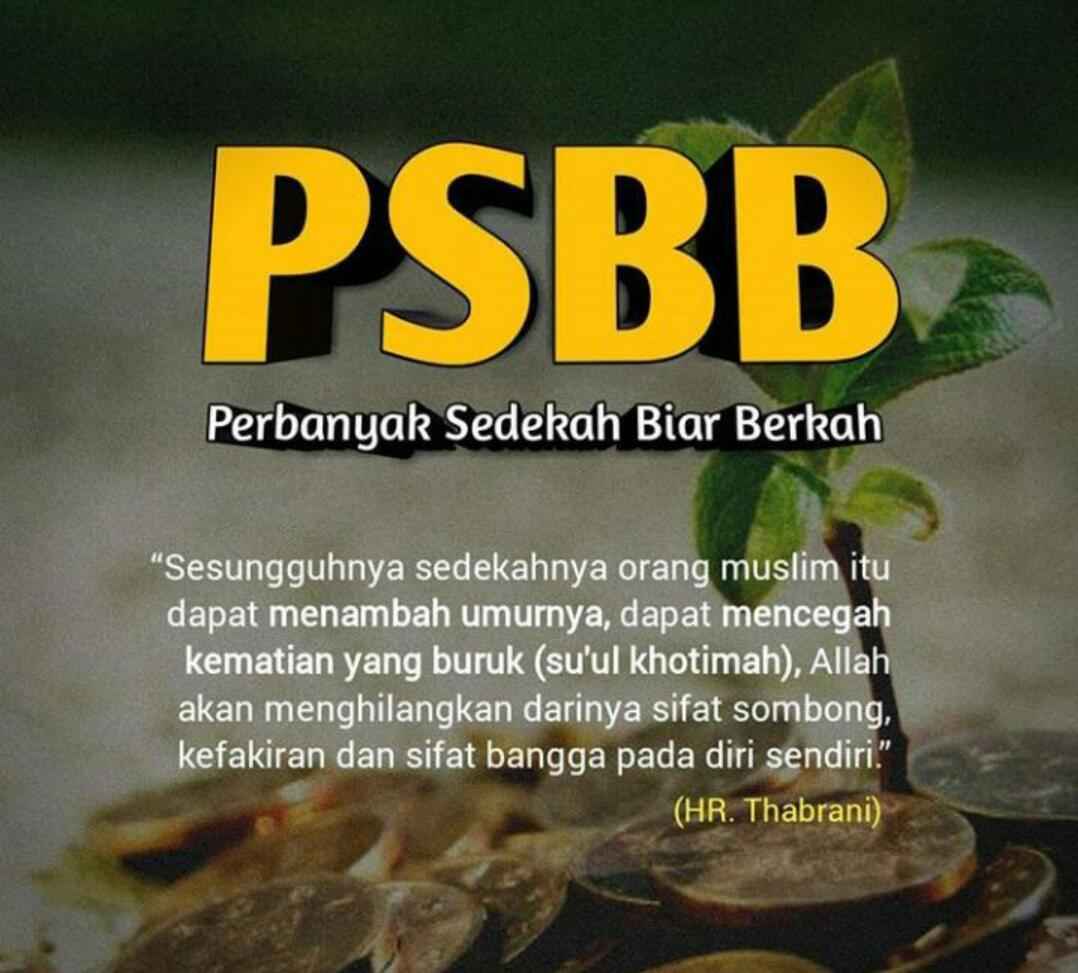 PSBB
Perbanyak Sedekah Biar Berkah
“Sesungguhnya sedekahnya orang muslim itu
dapat menambah umurnya, dapat mencegah
kematian yang buruk (su'ul khotimah), Allah
akan menghilangkan darinya sifat sombong,
kefakiran dan sifat bangga pada diri sendiri.”
(HR. Thabrani)